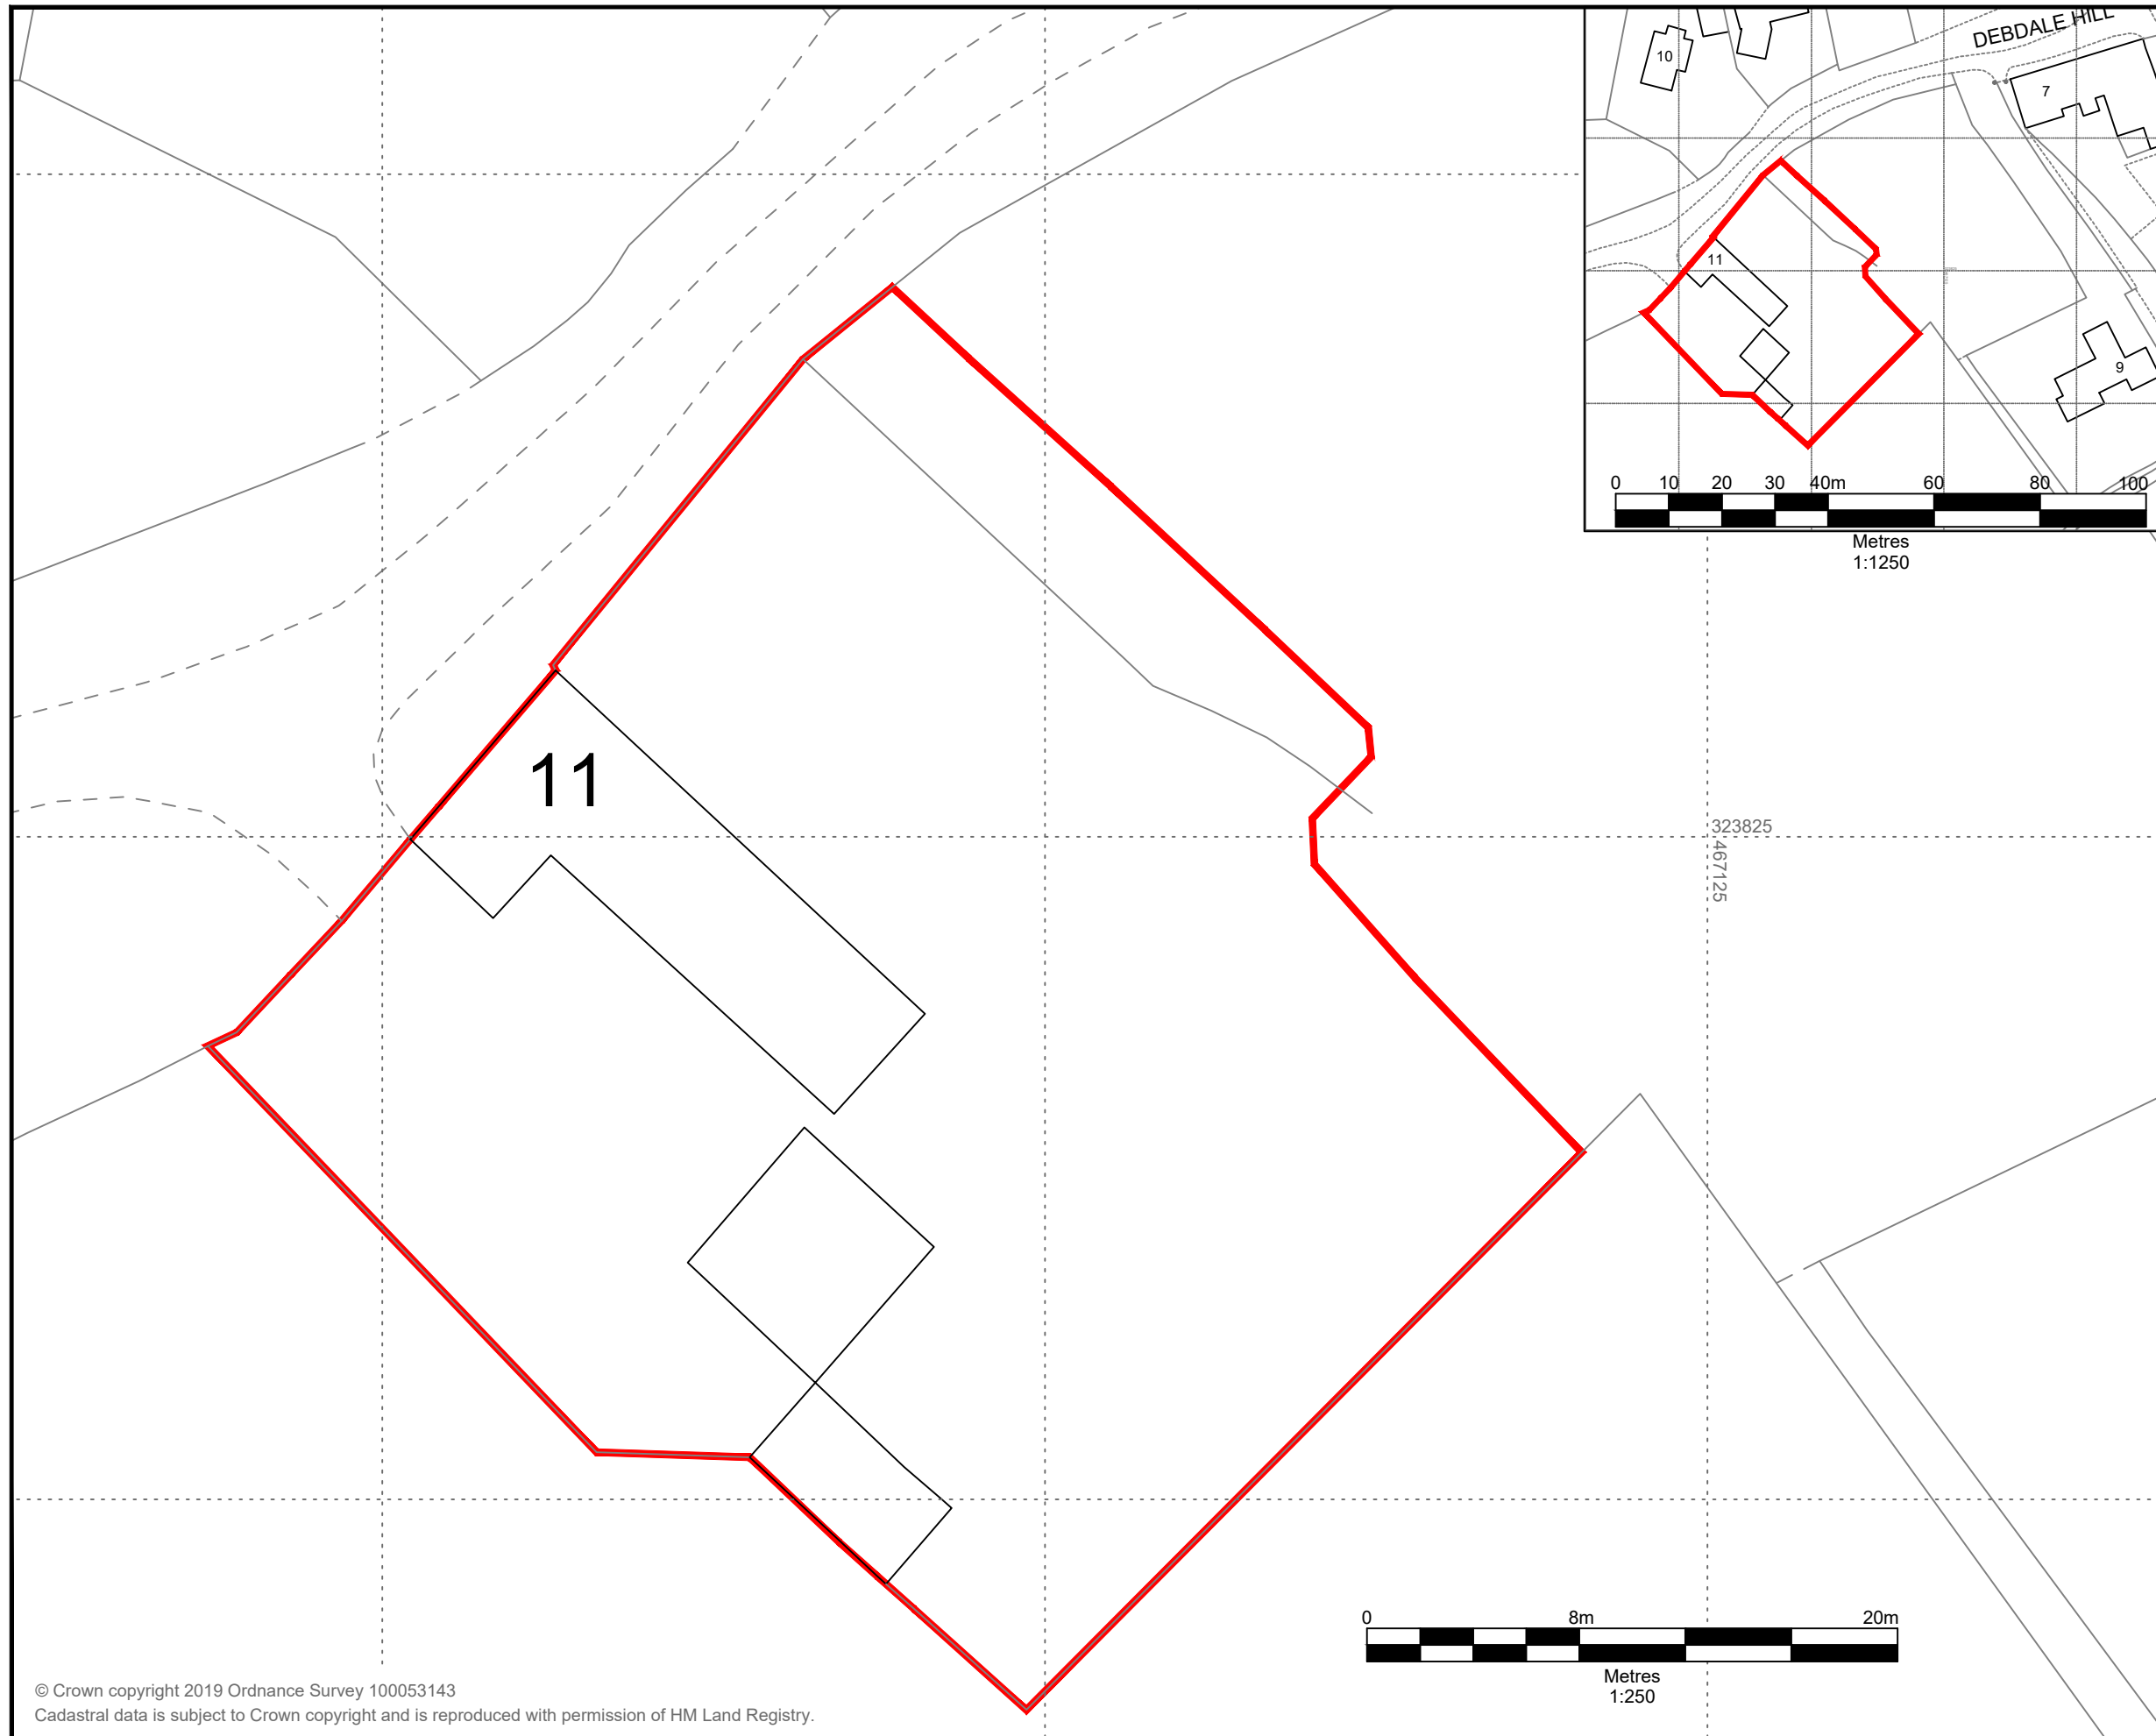 DEBDALE HILL
10
7
11
9
0 10 20 30 40m 60 80 100
Metres
1:1250
11
323825
467125
0 8m 20m
Metres
1:250
© Crown copyright 2019 Ordnance Survey 100053143
Cadastral data is subject to Crown copyright and is reproduced with permission of HM Land Registry.